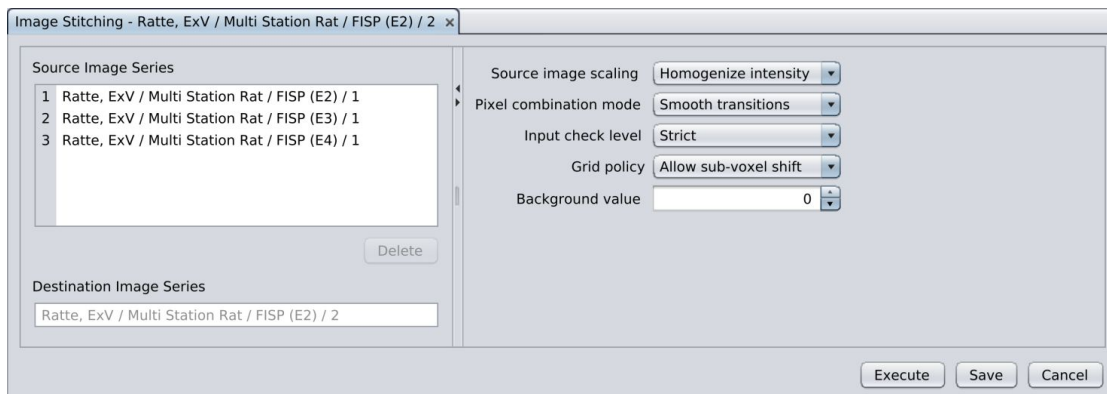 Image Stitching - Ratte, ExV / Multi Station Rat / FISP (E2) / 2 ×
Source Image Series
1 Ratte, ExV / Multi Station Rat / FISP (E2) / 1
2 Ratte, ExV / Multi Station Rat / FISP (E3) / 1
3 Ratte, ExV / Multi Station Rat / FISP (E4) / 1
Delete
Destination Image Series
Ratte, ExV / Multi Station Rat / FISP (E2) / 2
Source image scaling Homogenize intensity
Pixel combination mode Smooth transitions
Input check level Strict
Grid policy Allow sub-voxel shift
Background value 0
Execute Save Cancel